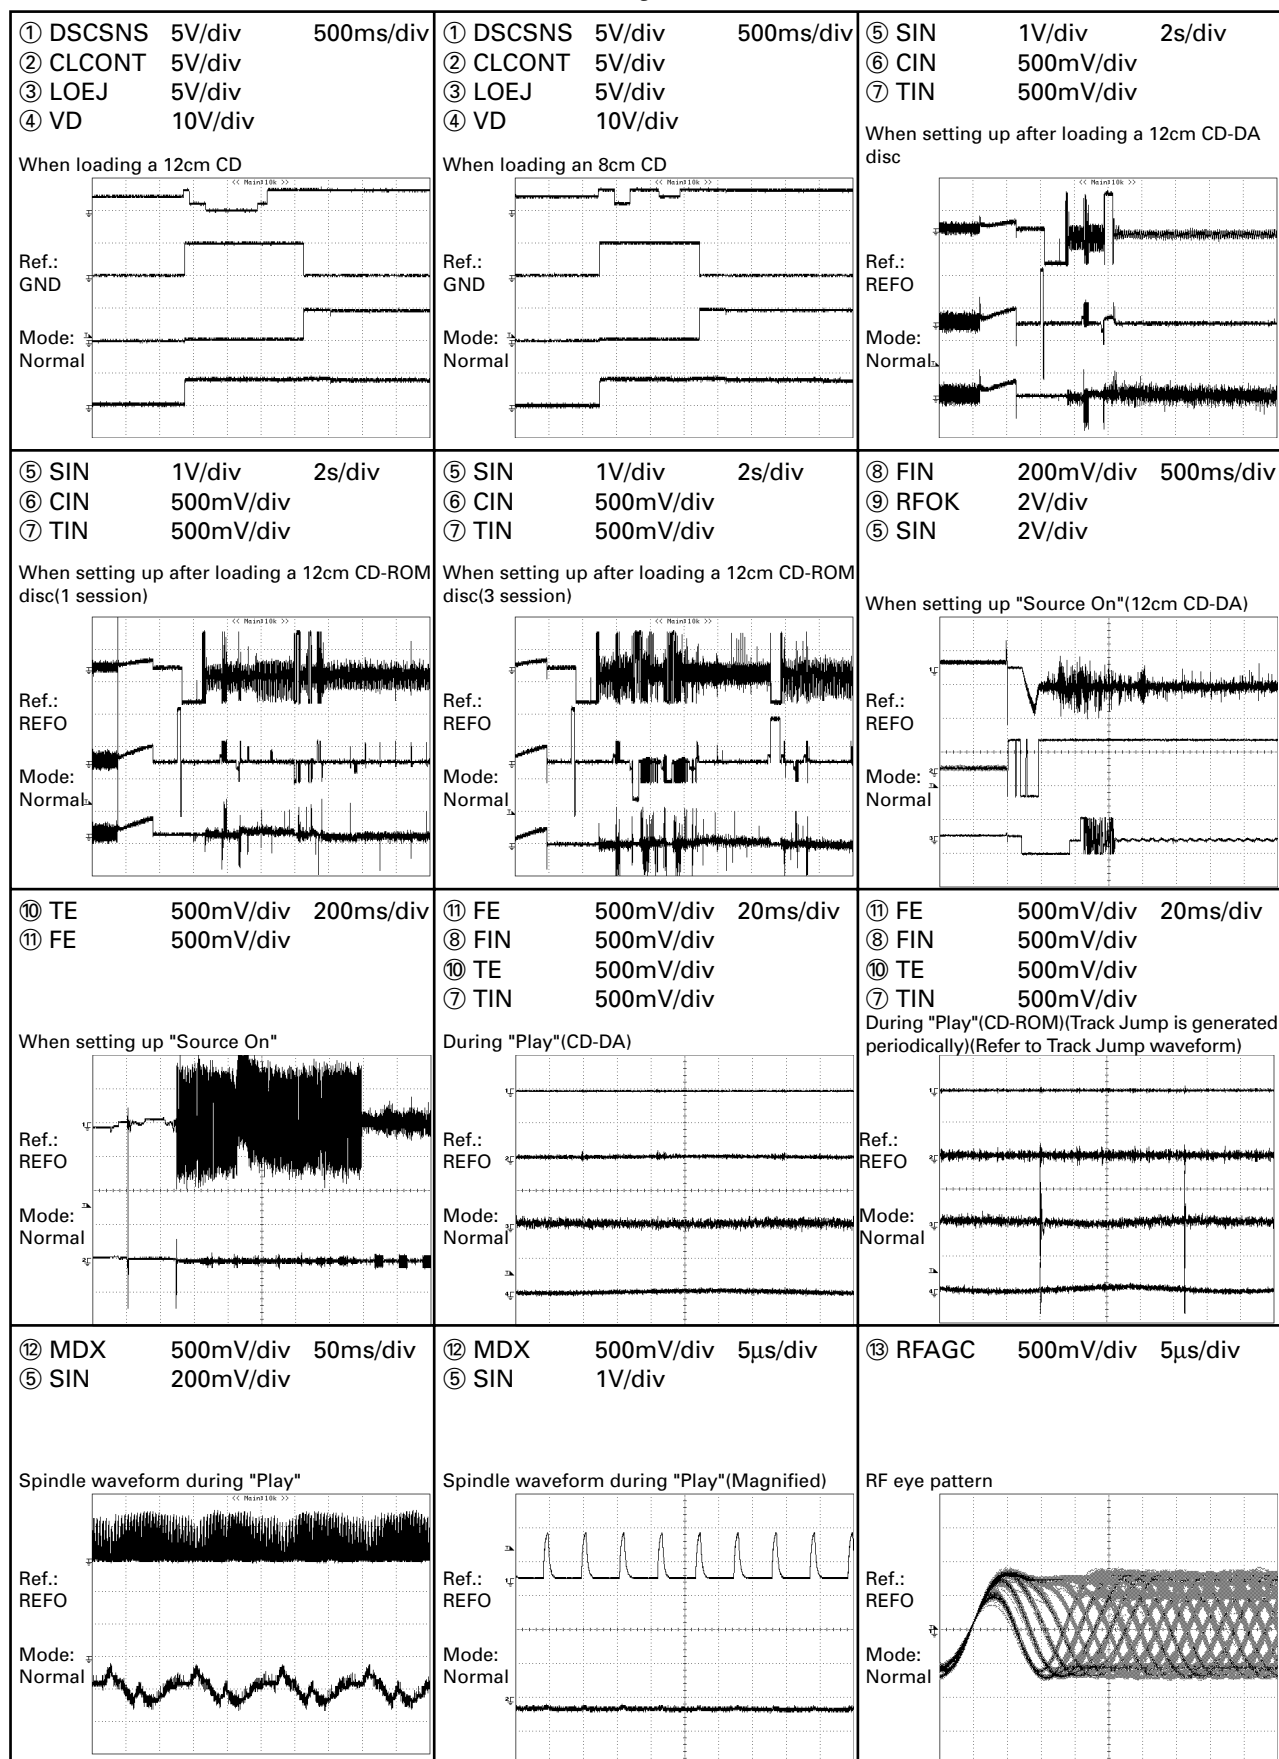 ① DSCSNS 5V/div 500ms/div
② CLCONT 5V/div
③ LOEJ 5V/div
④ VD 10V/div
When loading a 12cm CD
<< Main:10k >>
Ref.:
GND
Mode:
Normal
① DSCSNS 5V/div 500ms/div
② CLCONT 5V/div
③ LOEJ 5V/div
④ VD 10V/div
When loading an 8cm CD
<< Main:10k >>
Ref.:
GND
Mode:
Normal
⑤ SIN 1V/div 2s/div
⑥ CIN 500mV/div
⑦ TIN 500mV/div
When setting up after loading a 12cm CD-DA
disc
<< Main:10k >>
Ref.:
REFO
Mode:
Normal
⑤ SIN 1V/div 2s/div
⑥ CIN 500mV/div
⑦ TIN 500mV/div
When setting up after loading a 12cm CD-ROM
disc(1 session)
<< Main:10k >>
Ref.:
REFO
Mode:
Normal
⑤ SIN 1V/div 2s/div
⑥ CIN 500mV/div
⑦ TIN 500mV/div
When setting up after loading a 12cm CD-ROM
disc(3 session)
<< Main:10k >>
Ref.:
REFO
Mode:
Normal
⑧ FIN 200mV/div 500ms/div
⑨ RFOK 2V/div
⑤ SIN 2V/div
When setting up "Source On"(12cm CD-DA)
Ref.:
REFO
Mode:
Normal
⑩ TE 500mV/div 200ms/div
⑪ FE 500mV/div
When setting up "Source On"
Ref.:
REFO
Mode:
Normal
⑪ FE 500mV/div 20ms/div
⑧ FIN 500mV/div
⑩ TE 500mV/div
⑦ TIN 500mV/div
During "Play"(CD-DA)
Ref.:
REFO
Mode:
Normal
⑪ FE 500mV/div 20ms/div
⑧ FIN 500mV/div
⑩ TE 500mV/div
⑦ TIN 500mV/div
During "Play"(CD-ROM)(Track Jump is generated
periodically)(Refer to Track Jump waveform)
Ref.:
REFO
Mode:
Normal
⑫ MDX 500mV/div 50ms/div
⑤ SIN 200mV/div
Spindle waveform during "Play"
<< Main:10k >>
Ref.:
REFO
Mode:
Normal
⑫ MDX 500mV/div 5µs/div
⑤ SIN 1V/div
Spindle waveform during "Play"(Magnified)
Ref.:
REFO
Mode:
Normal
⑬ RFAGC 500mV/div 5µs/div
RF eye pattern
Ref.:
REFO
Mode:
Normal